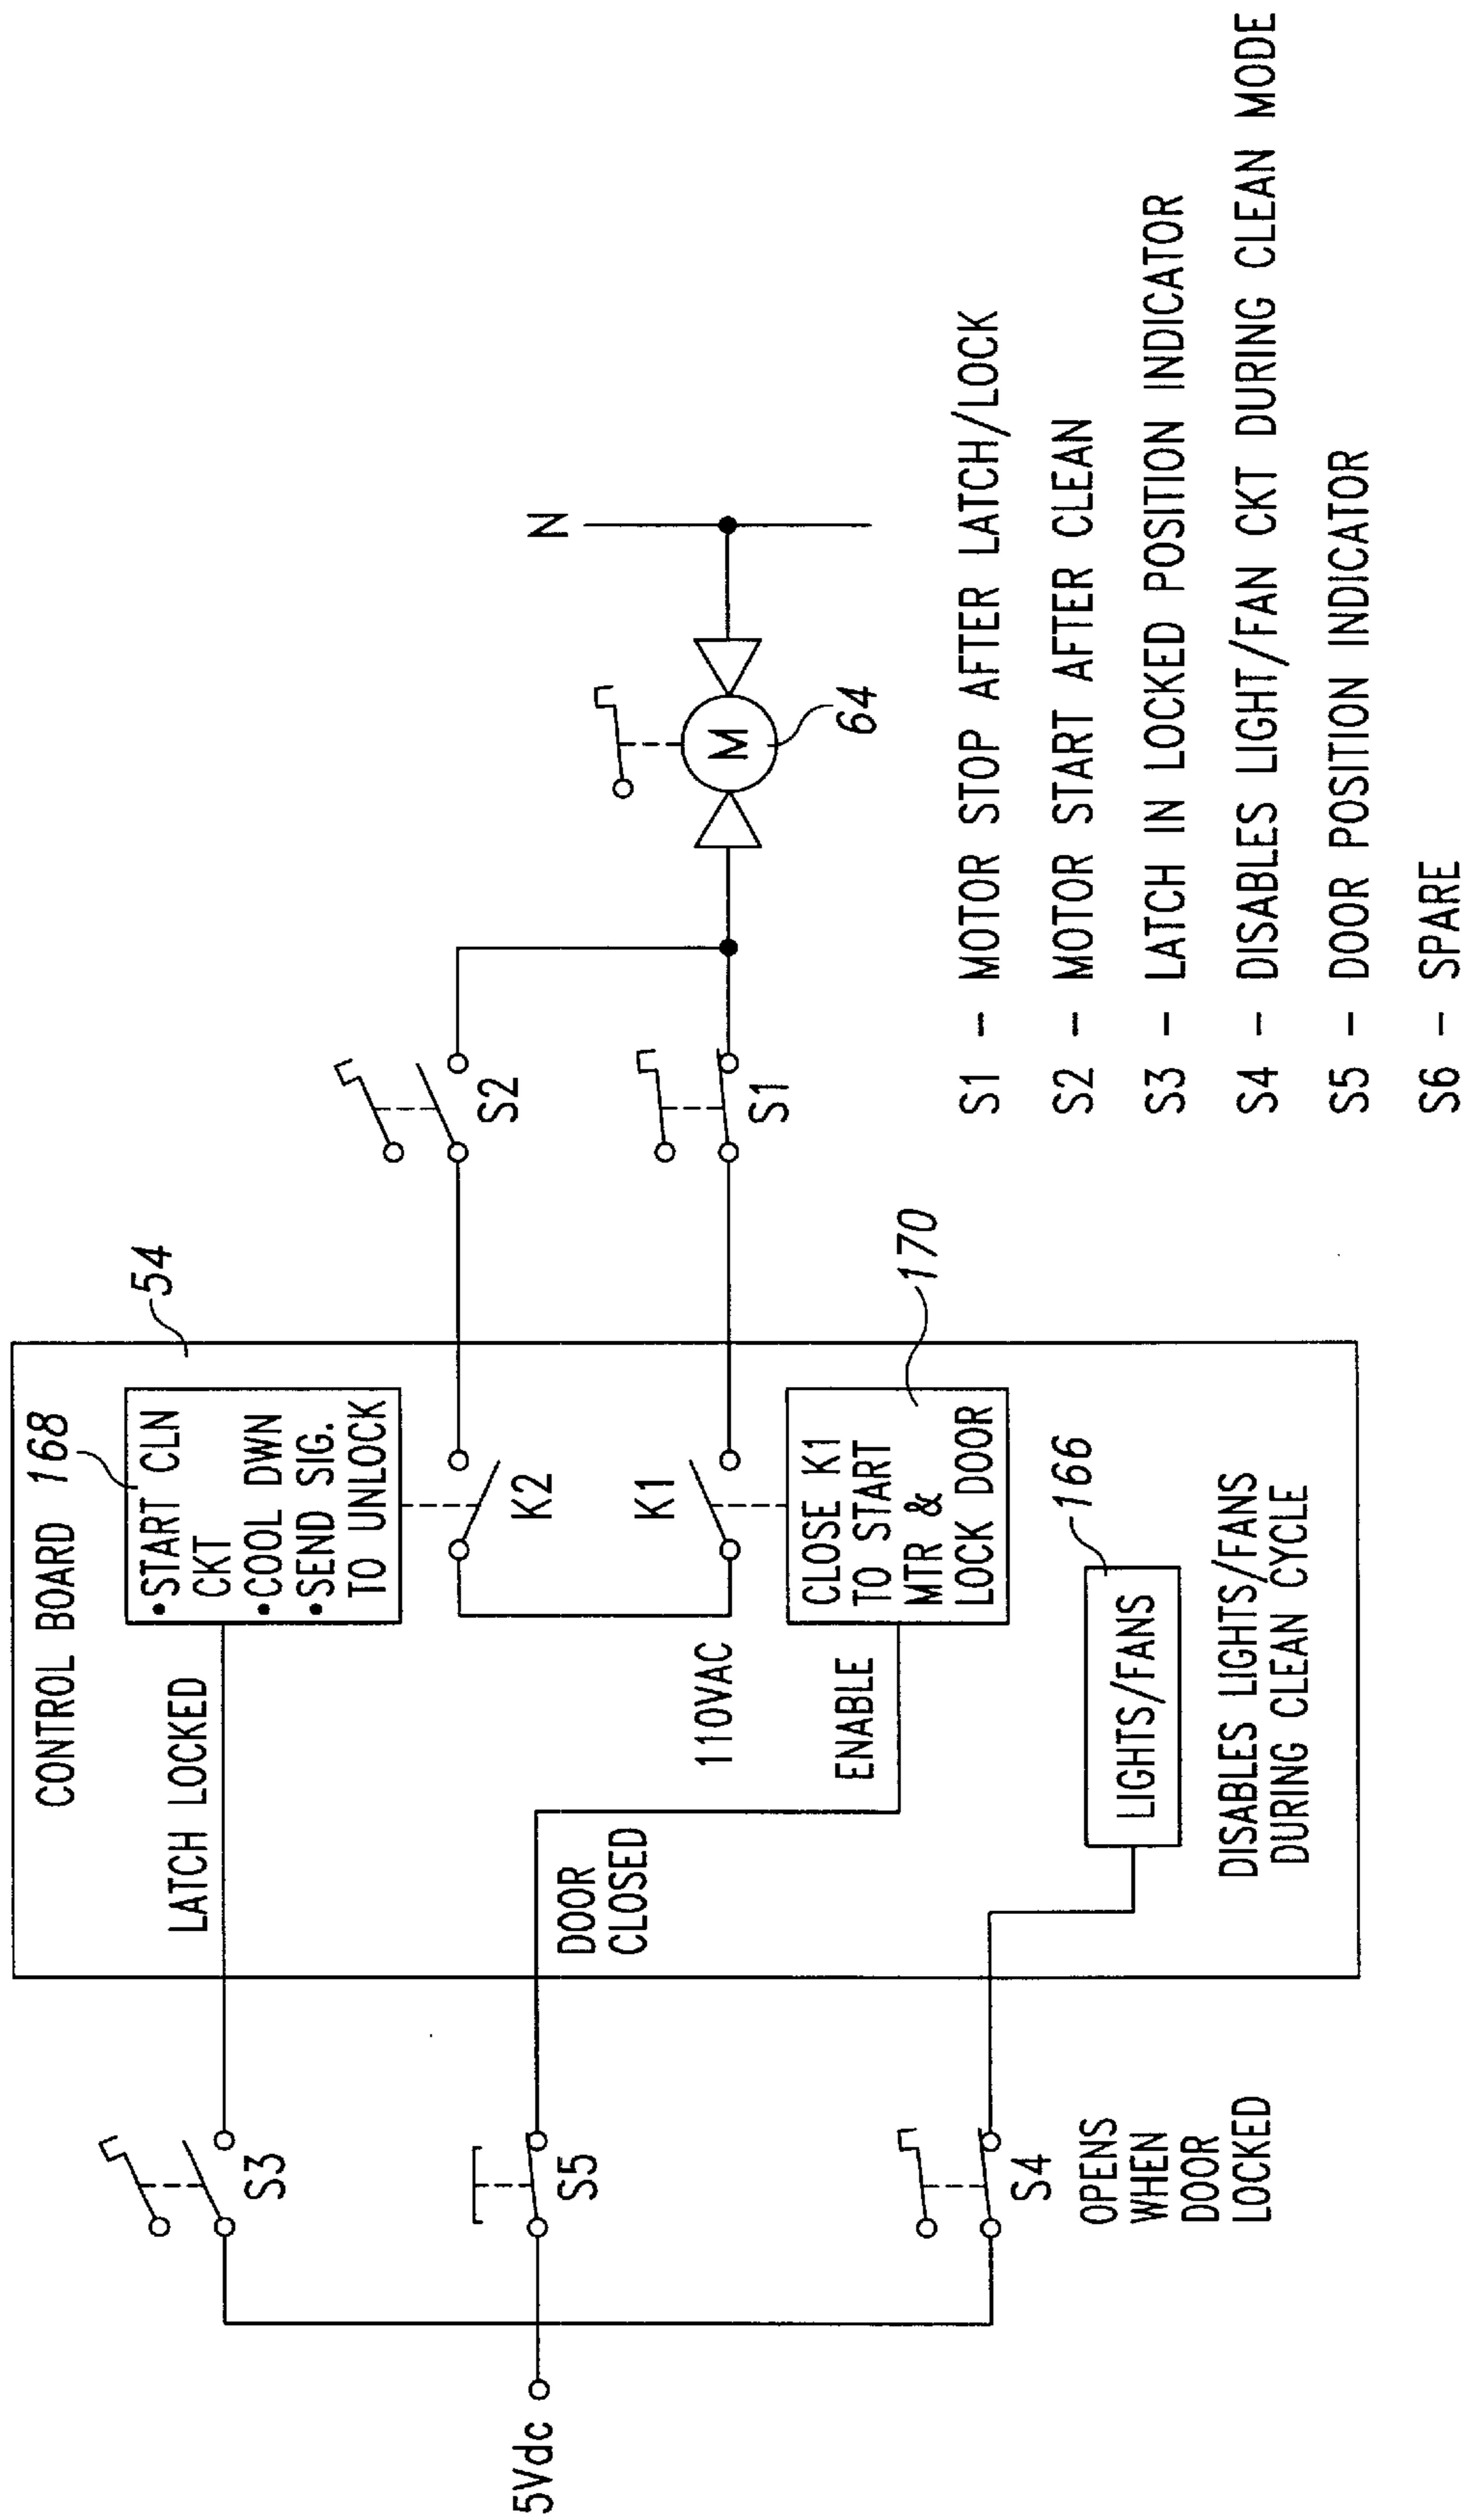 CONTROL BOARD
168
54
LATCH LOCKED
•START CLN
CKT
•COOL DWN
•SEND SIG.
TO UNLOCK
S3
K2
S2
N
5Vdc
S5
DOOR
CLOSED
110VAC
K1
S1
M
64
ENABLE
CLOSE K1
TO START
MTR &
LOCK DOOR
170
S4
OPENS
WHEN
DOOR
LOCKED
LIGHTS/FANS
166
DISABLES LIGHTS/FANS
DURING CLEAN CYCLE
S1 - MOTOR STOP AFTER LATCH/LOCK
S2 - MOTOR START AFTER CLEAN
S3 - LATCH IN LOCKED POSITION INDICATOR
S4 - DISABLES LIGHT/FAN CKT DURING CLEAN MODE
S5 - DOOR POSITION INDICATOR
S6 - SPARE